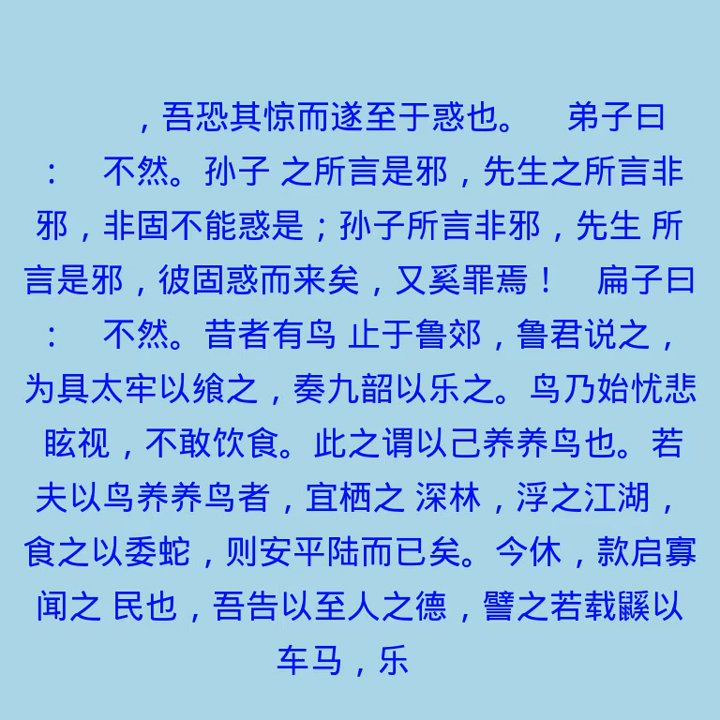 ，吾恐其惊而遂至于惑也。 弟子曰
： 不然。孙子 之所言是邪，先生之所言非
邪，非固不能惑是；孙子所言非邪，先生 所
言是邪，彼固惑而来矣，又奚罪焉！ 扁子曰
： 不然。昔者有鸟 止于鲁郊，鲁君说之，
为具太牢以飨之，奏九韶以乐之。鸟乃始忧悲
眩视，不敢饮食。此之谓以己养养鸟也。若
夫以鸟养养鸟者，宜栖之 深林，浮之江湖，
食之以委蛇，则安平陆而已矣。今休，款启寡
闻之 民也，吾告以至人之德，譬之若载鼷以
车马，乐